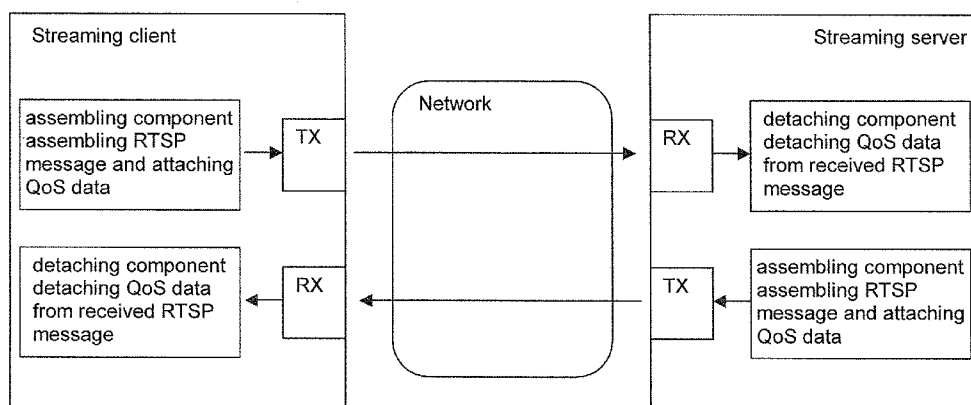 Streaming client
Streaming server
Network
assembling component
assembling RTSP
message and attaching
QoS data
TX
RX
detaching component
detaching QoS data
from received RTSP
message
detaching component
detaching QoS data
from received RTSP
message
RX
TX
assembling component
assembling RTSP
message and attaching
QoS data